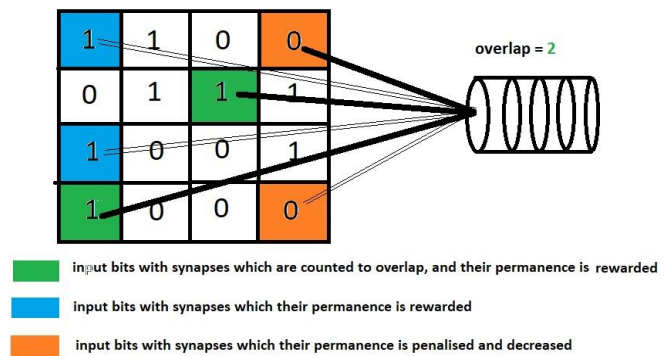 1 1 0 0
overlap = 2
0 1 1 1
1 0 0 1
1 0 0 0
input bits with synapses which are counted to overlap, and their permanence is rewarded
input bits with synapses which their permanence is rewarded
input bits with synapses which their permanence is penalised and decreased